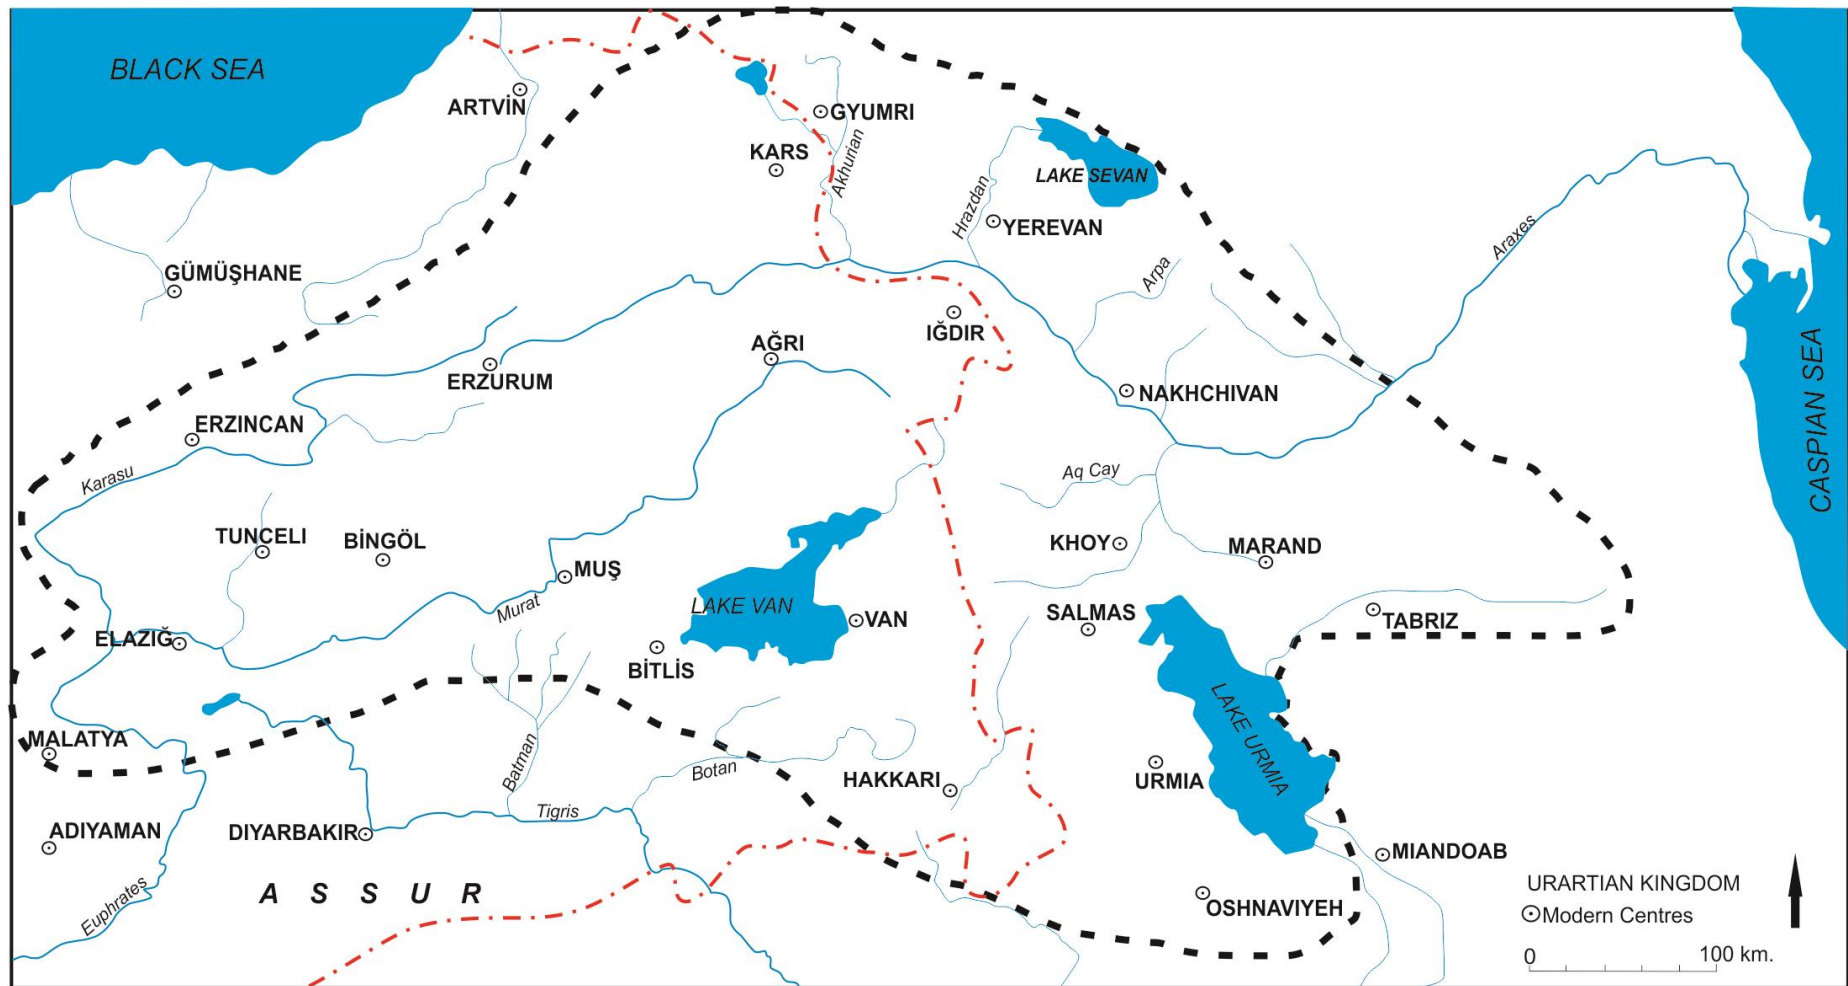 BLACK SEA
ARTVİN
GYUMRI
KARS
Akhurian
LAKE SEVAN
Hrazdan
YEREVAN
Araxes
Arpa
GÜMÜŞHANE
IĞDIR
AĞRI
ERZURUM
NAKHCHIVAN
CASPIAN SEA
ERZINCAN
Karasu
Aq Cay
TUNCELI
BİNGÖL
KHOY
MARAND
MUŞ
Murat
LAKE VAN
VAN
SALMAS
TABRIZ
ELAZIĞ
BİTLİS
LAKE URMIA
MALATYA
Batman
Botan
HAKKARI
URMIA
Tigris
ADIYAMAN
DIYARBAKIR
MIANDOAB
Euphrates
ASSUR
OSHNAVIYEH
URARTIAN KINGDOM
Modern Centres
0 100 km.